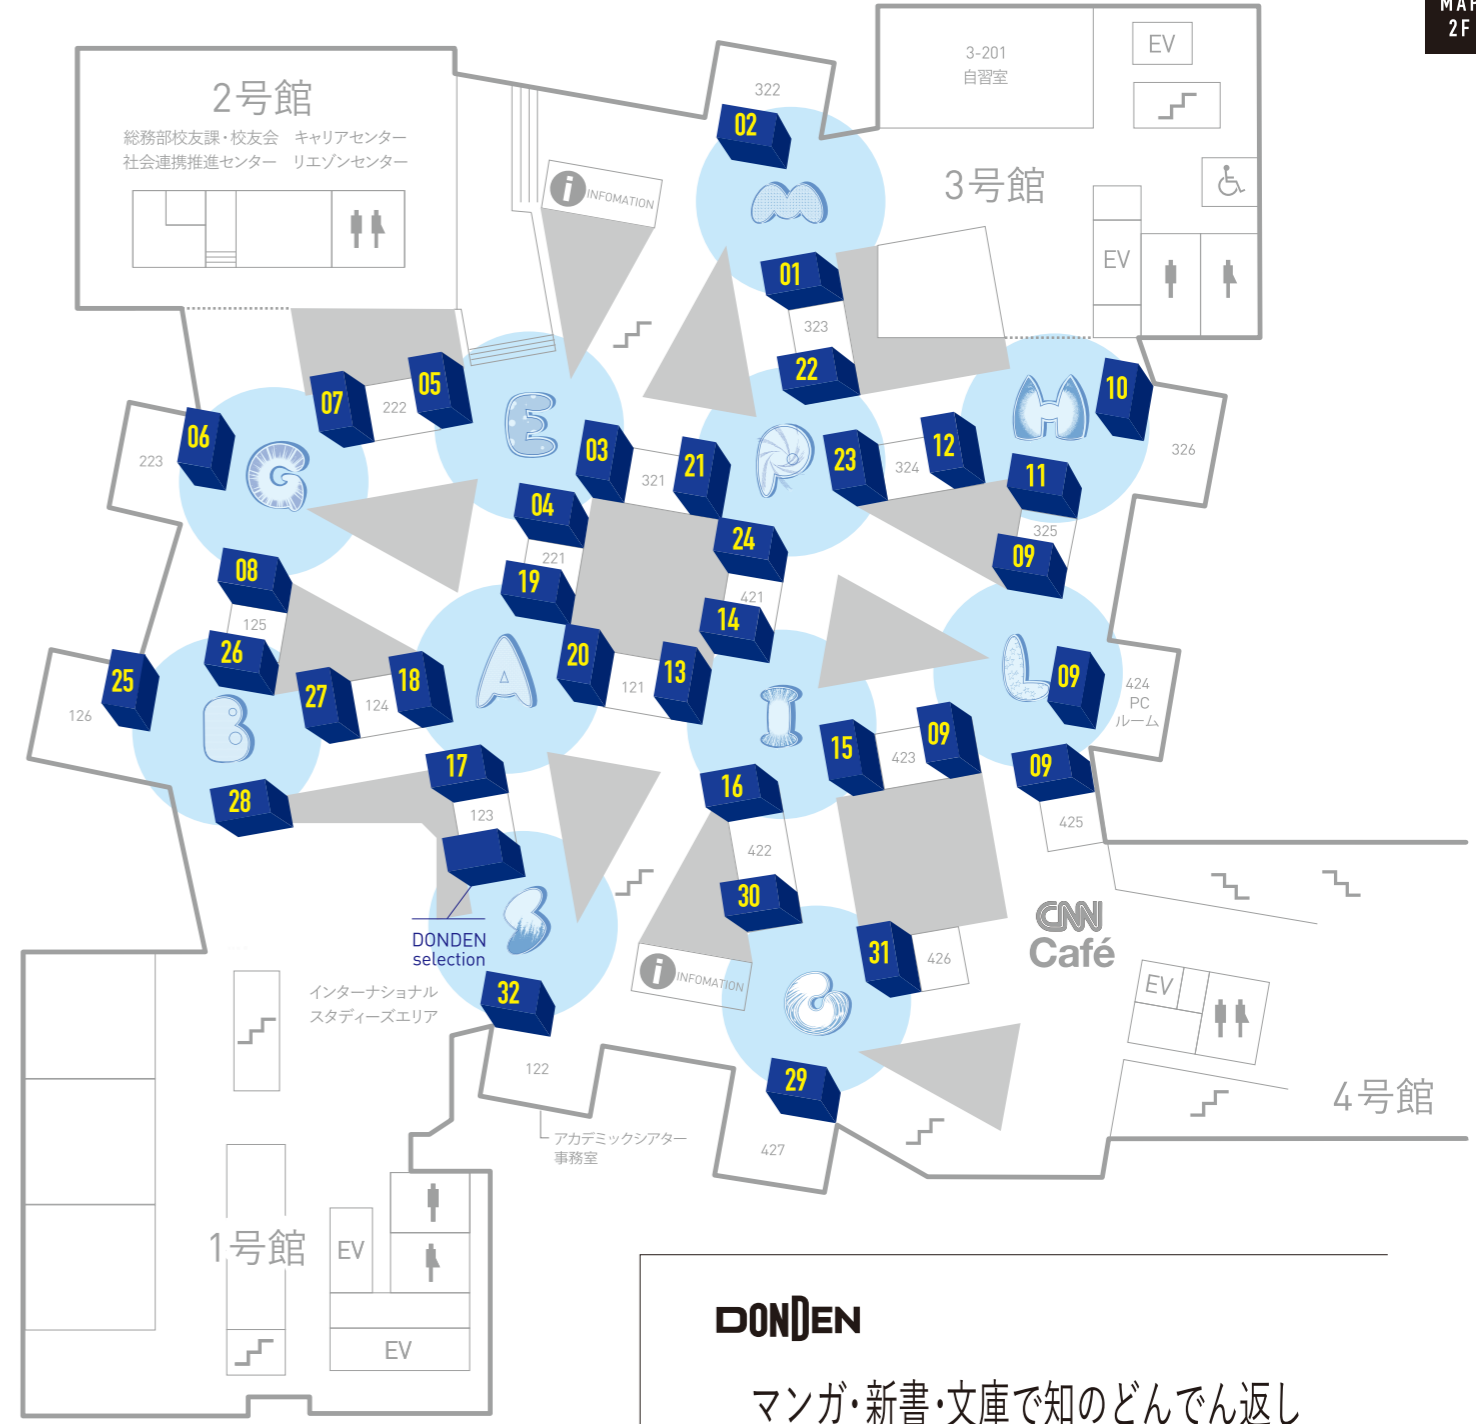 MAP
2F
2号館
総務部校友課・校友会　キャリアセンター
社会連携推進センター　リエゾンセンター
3-201
自習室
EV
322
02
INFOMATION
M
3号館
EV
01
323
22
07
222
05
E
06
223
G
03
321
21
P
23
324
12
H
10
326
11
325
09
04
221
19
24
421
14
08
125
26
25
126
B
27
124
18
A
20
121
13
I
15
423
09
L
09
424
PC
ルーム
09
425
28
17
123
16
422
30
S
DONDEN
selection
32
122
インターナショナル
スタディーズエリア
アカデミックシアター
事務室
INFOMATION
31
426
G
29
427
CNN
Café
EV
4号館
1号館
EV
EV
DONDEN
マンガ・新書・文庫で知のどんでん返し